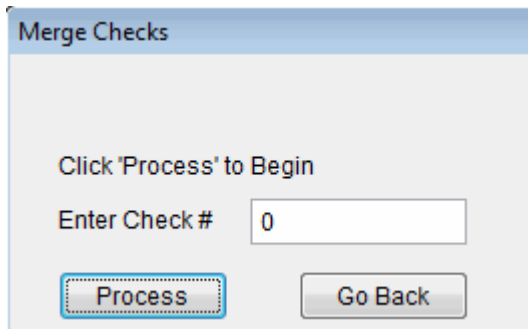 Merge Checks
Click 'Process' to Begin
Enter Check # 0
Process Go Back